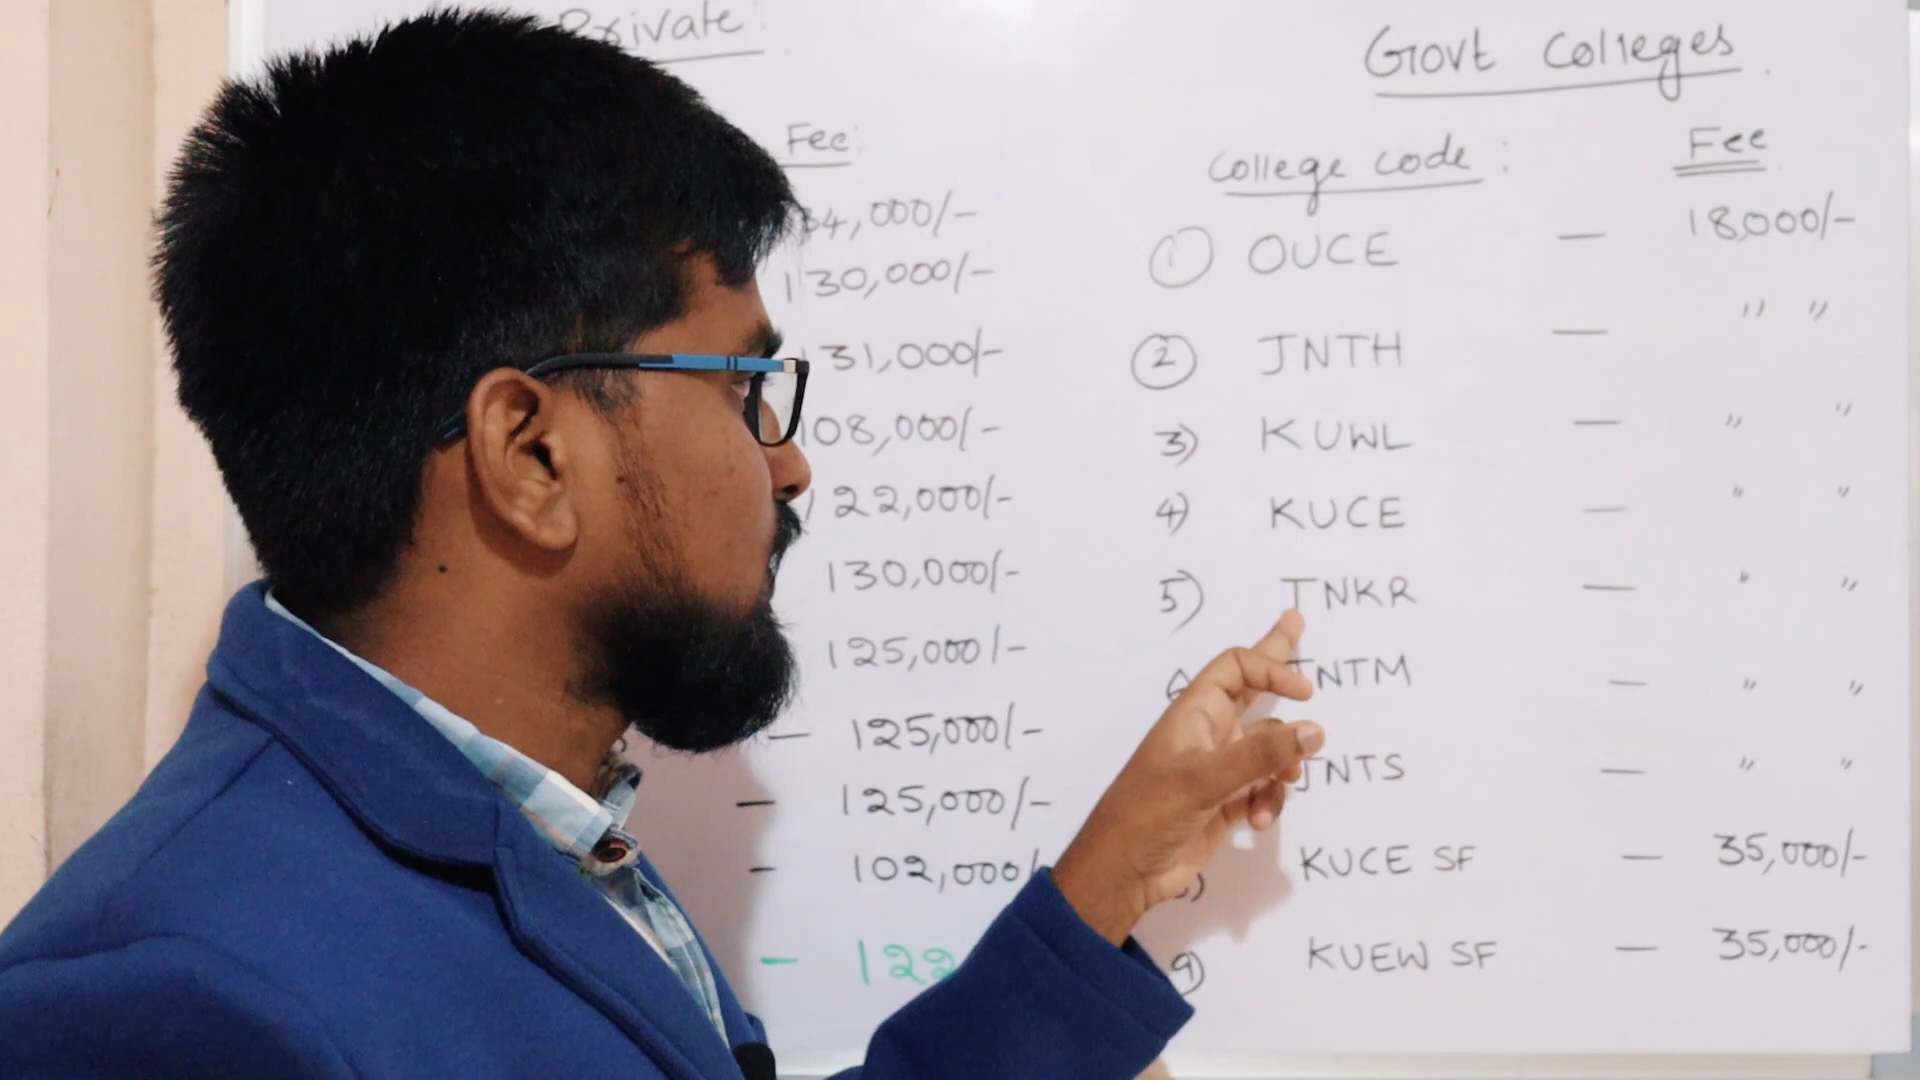 Private:
Fee:
34,000/-
130,000/-
131,000/-
108,000/-
122,000/-
130,000/-
125,000/-
- 125,000/-
- 125,000/-
- 102,000/-
- 122
Govt Colleges
College code : Fee
① OUCE — 18,000/-
② JNTH — " "
3) KUWL — " "
4) KUCE — " "
5) JNKR — " "
JNTM — " "
JNTS — " "
KUCE SF — 35,000/-
9) KUEW SF — 35,000/-